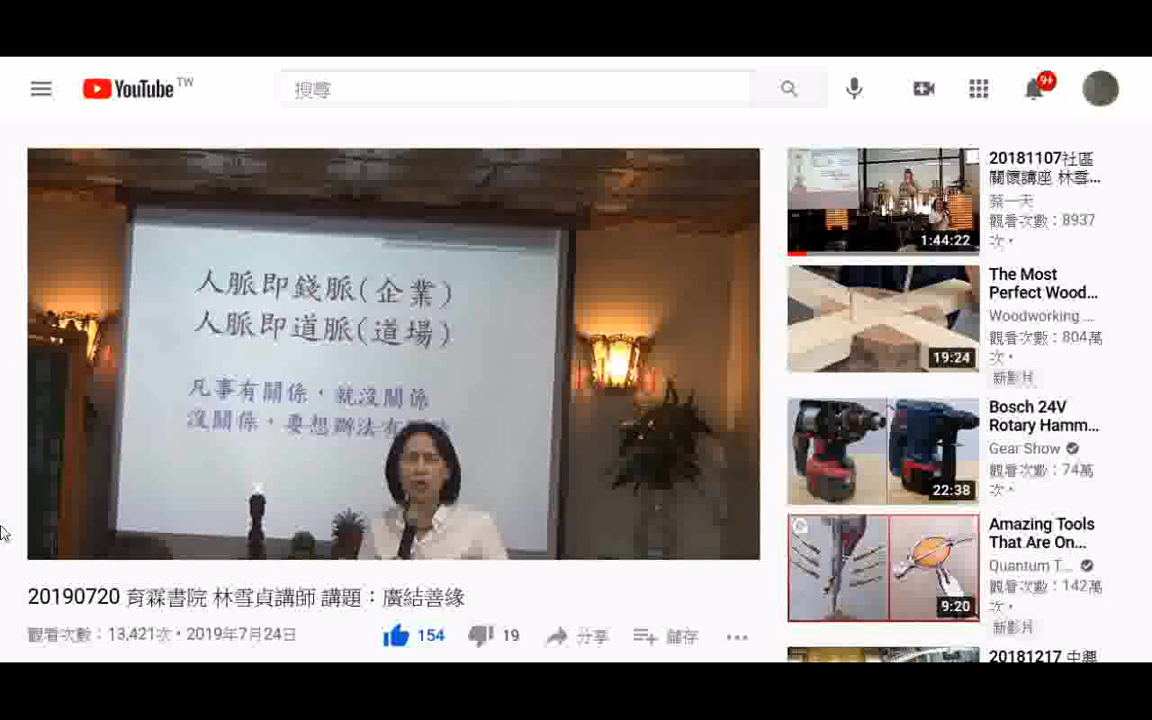 YouTube TW
搜尋
9+
人脈即錢脈(企業)
人脈即道脈(道場)
凡事有關係,就沒關係
沒關係,要想辦法有
20190720 育霖書院 林雪貞講師 講題:廣結善緣
觀看次數:13,421次 · 2019年7月24日
154
19
分享
儲存
20181107社區
關懷講座 林雪...
蔡一天
觀看次數:8937
次 ·
1:44:22
The Most
Perfect Wood...
Woodworking ...
觀看次數:804萬
次 ·
新影片
19:24
Bosch 24V
Rotary Hamm...
Gear Show
觀看次數:74萬
次 ·
22:38
Amazing Tools
That Are On...
Quantum T...
觀看次數:142萬
次 ·
新影片
9:20
20181217 中興